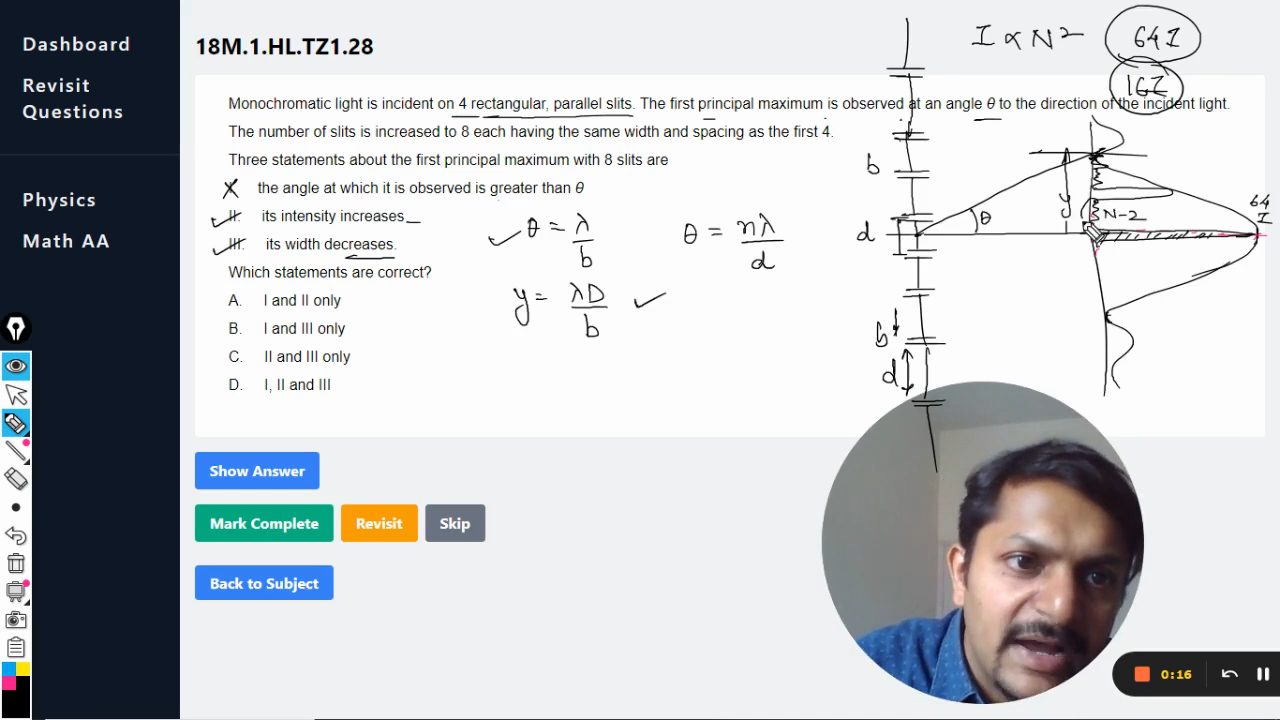 Dashboard
Revisit
Questions
Physics
Math AA
18M.1.HL.TZ1.28
I ∝ N² 64I
16I
Monochromatic light is incident on 4 rectangular, parallel slits. The first principal maximum is observed at an angle θ to the direction of the incident light.
The number of slits is increased to 8 each having the same width and spacing as the first 4.
Three statements about the first principal maximum with 8 slits are
the angle at which it is observed is greater than θ
II. its intensity increases
III. its width decreases.
Which statements are correct?
A. I and II only
B. I and III only
C. II and III only
D. I, II and III
θ = λ/b
θ = nλ/d
y = λD/b
b
d
b
d
θ
y
N-2
64
I
Show Answer
Mark Complete
Revisit
Skip
Back to Subject
0:16